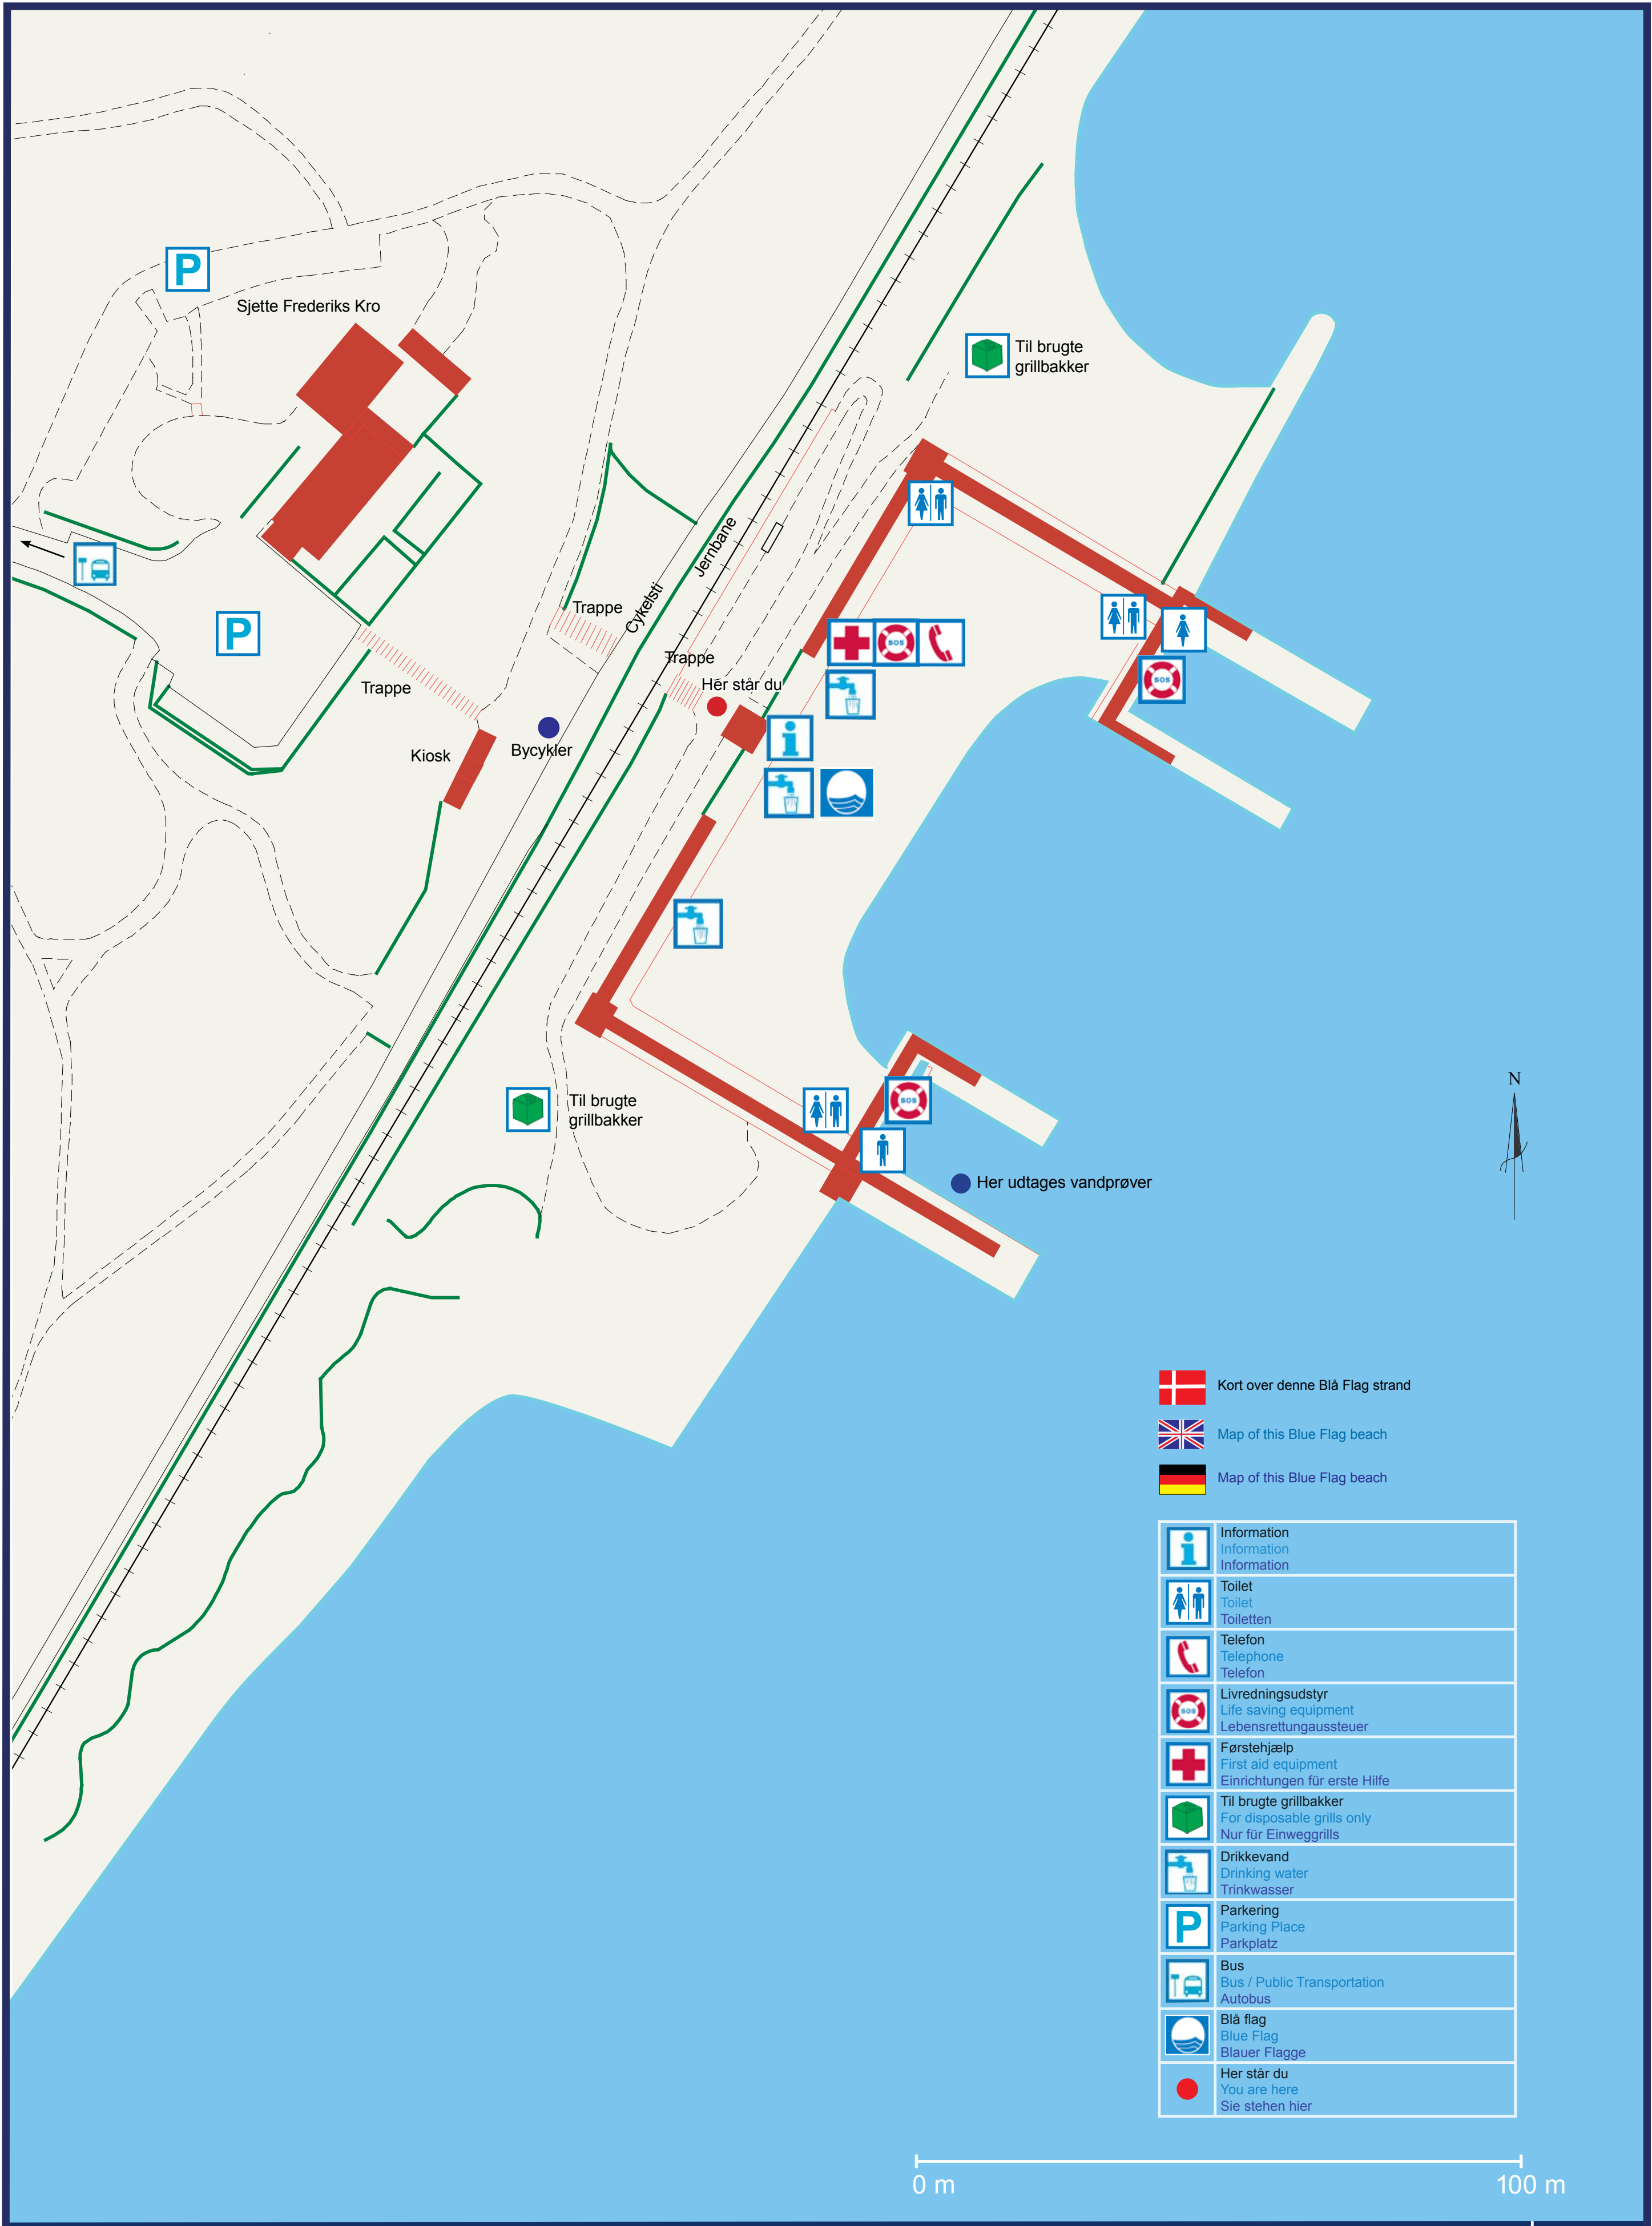 P
Sjette Frederiks Kro
Til brugte
grillbakker
Jernbane
Cykelsti
Trappe
P
Trappe
Her står du
SOS
SOS
Trappe
Kiosk
Bycykler
i
Til brugte
grillbakker
SOS
Her udtages vandprøver
N
Kort over denne Blå Flag strand
Map of this Blue Flag beach
Map of this Blue Flag beach
i
Information
Information
Information
Toilet
Toilet
Toiletten
Telefon
Telephone
Telefon
SOS
Livredningsudstyr
Life saving equipment
Lebensrettungaussteuer
Førstehjælp
First aid equipment
Einrichtungen für erste Hilfe
Til brugte grillbakker
For disposable grills only
Nur für Einweggrills
Drikkevand
Drinking water
Trinkwasser
P
Parkering
Parking Place
Parkplatz
Bus
Bus / Public Transportation
Autobus
Blå flag
Blue Flag
Blauer Flagge
Her står du
You are here
Sie stehen hier
0 m 100 m